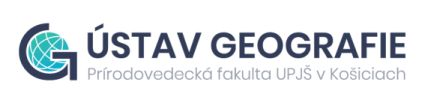 ÚSTAV GEOGRAFIE
Prírodovedecká fakulta UPJŠ v Košiciach